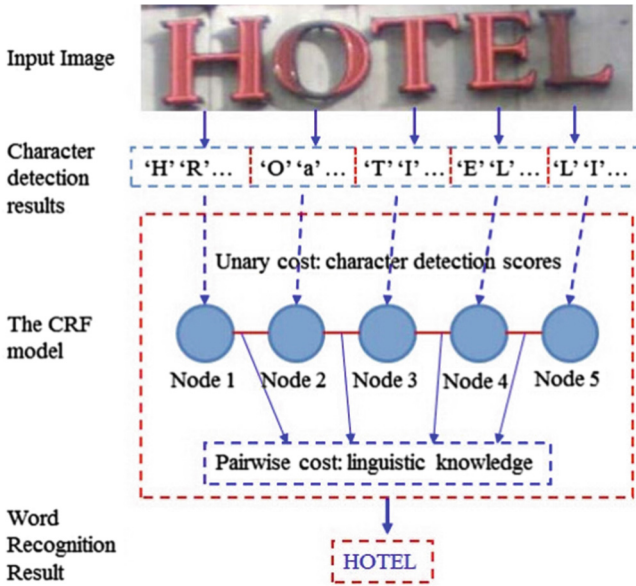 Input Image
HOTEL
Character
detection
results
‘H’ ‘R’... ‘O’ ‘a’... ‘T’ ‘I’... ‘E’ ‘L’... ‘L’ ‘I’...
Unary cost: character detection scores
The CRF
model
Node 1 Node 2 Node 3 Node 4 Node 5
Pairwise cost: linguistic knowledge
Word
Recognition
Result
HOTEL